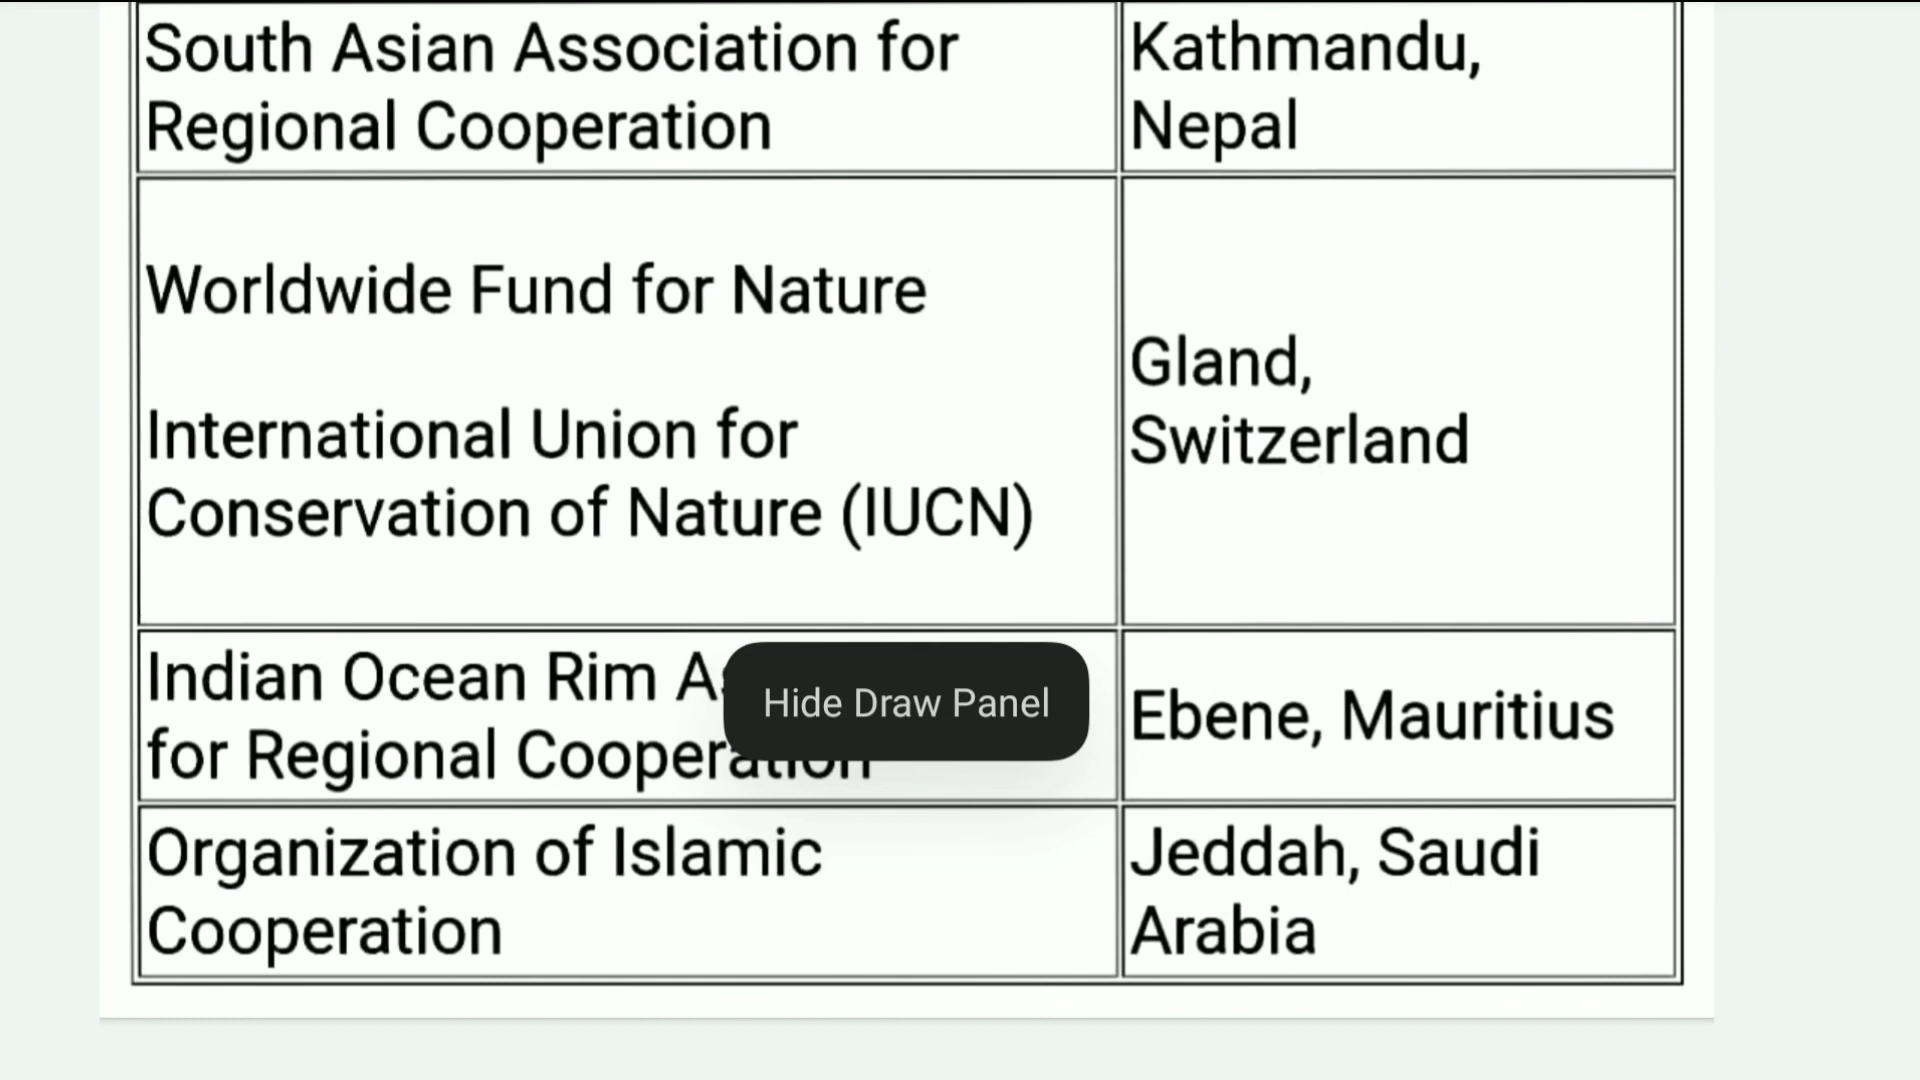 South Asian Association for
Regional Cooperation
Kathmandu,
Nepal
Worldwide Fund for Nature
International Union for
Conservation of Nature (IUCN)
Gland,
Switzerland
Indian Ocean Rim
for Regional Cooperation
Ebene, Mauritius
Hide Draw Panel
Organization of Islamic
Cooperation
Jeddah, Saudi
Arabia